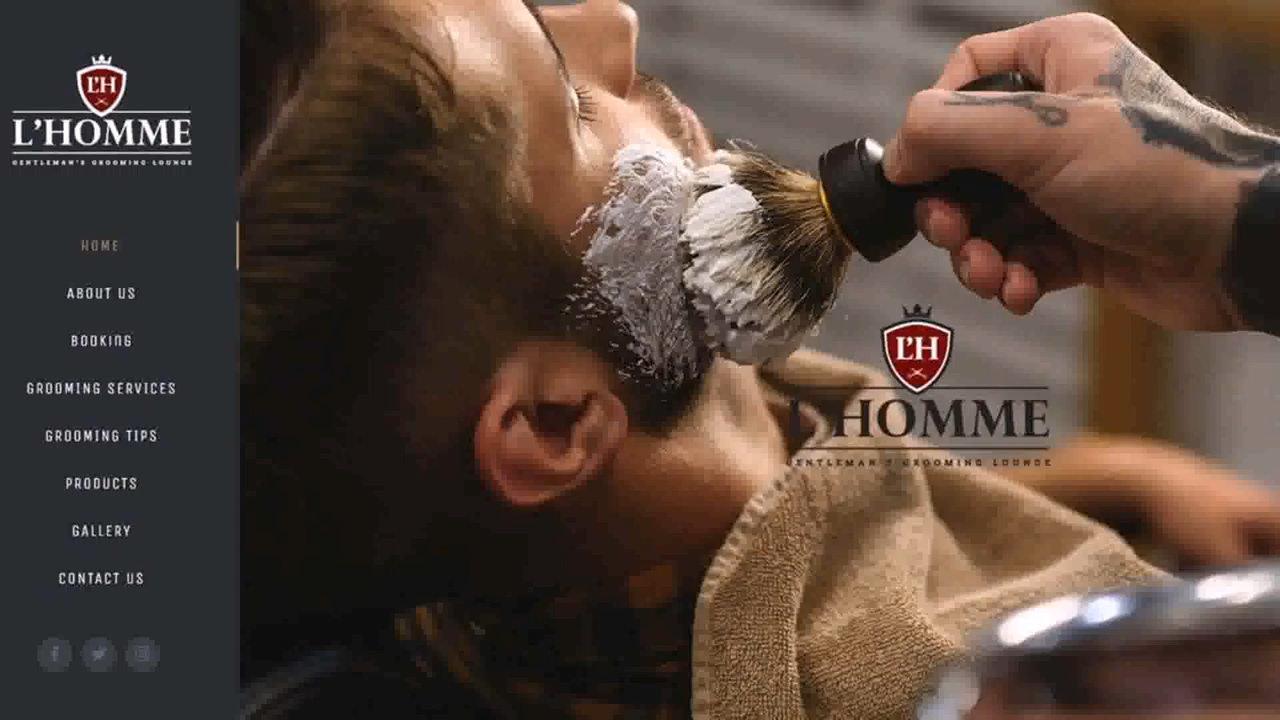 L'H
L'HOMME
GENTLEMAN'S GROOMING LOUNGE
HOME
ABOUT US
BOOKING
GROOMING SERVICES
GROOMING TIPS
PRODUCTS
GALLERY
CONTACT US
L'H
L'HOMME
GENTLEMAN'S GROOMING LOUNGE